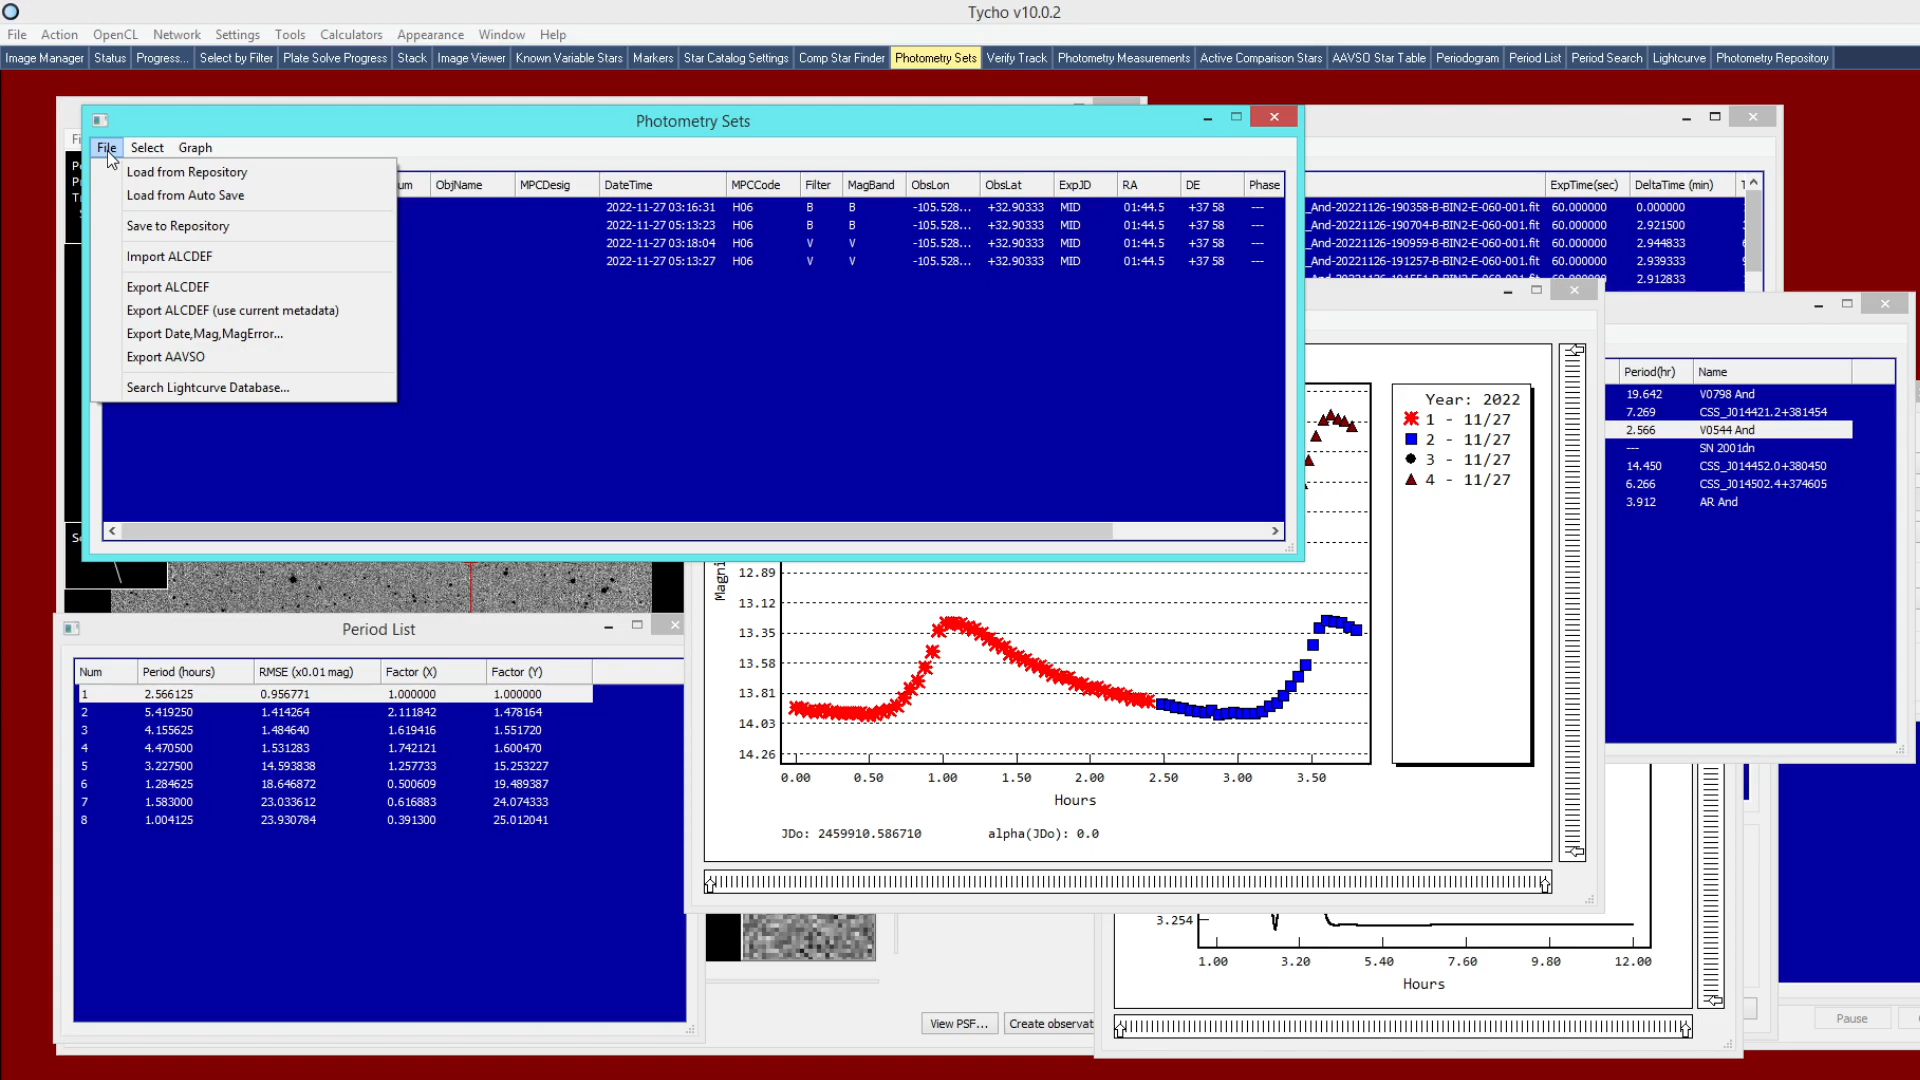 Tycho v10.0.2
File Action OpenCL Network Settings Tools Calculators Appearance Window Help
Image Manager Status Progress... Select by Filter Plate Solve Progress Stack Image Viewer Known Variable Stars Markers Star Catalog Settings Comp Star Finder Photometry Sets Verify Track Photometry Measurements Active Comparison Stars AAVSO Star Table Periodogram Period List Period Search Lightcurve Photometry Repository
Photometry Sets
File Select Graph
Load from Repository
Load from Auto Save
Save to Repository
Import ALCDEF
Export ALCDEF
Export ALCDEF (use current metadata)
Export Date,Mag,MagError...
Export AAVSO
Search Lightcurve Database...
um ObjName MPCDesig DateTime MPCCode Filter MagBand ObsLon ObsLat ExpJD RA DE Phase
2022-11-27 03:16:31 H06 B B -105.528... +32.90333 MID 01:44.5 +37 58 ---
2022-11-27 05:13:23 H06 B B -105.528... +32.90333 MID 01:44.5 +37 58 ---
2022-11-27 03:18:04 H06 V V -105.528... +32.90333 MID 01:44.5 +37 58 ---
2022-11-27 05:13:27 H06 V V -105.528... +32.90333 MID 01:44.5 +37 58 ---
ExpTime(sec) DeltaTime (min)
_And-20221126-190358-B-BIN2-E-060-001.fit 60.000000 0.000000
_And-20221126-190704-B-BIN2-E-060-001.fit 60.000000 2.921500
_And-20221126-190959-B-BIN2-E-060-001.fit 60.000000 2.944833
_And-20221126-191257-B-BIN2-E-060-001.fit 60.000000 2.939333
_And-20221126-191551-B-BIN2-E-060-001.fit 60.000000 2.912833
Year: 2022
1 - 11/27
2 - 11/27
3 - 11/27
4 - 11/27
Period(hr) Name
19.642 V0798 And
7.269 CSS_J014421.2+381454
2.566 V0544 And
--- SN 2001dn
14.450 CSS_J014452.0+380450
6.266 CSS_J014502.4+374605
3.912 AR And
Magni
12.89
13.12
13.35
13.58
13.81
14.03
14.26
0.00 0.50 1.00 1.50 2.00 2.50 3.00 3.50
Hours
JDo: 2459910.586710 alpha(JDo): 0.0
Period List
Num Period (hours) RMSE (x0.01 mag) Factor (X) Factor (Y)
1 2.566125 0.956771 1.000000 1.000000
2 5.419250 1.414264 2.111842 1.478164
3 4.155625 1.484640 1.619416 1.551720
4 4.470500 1.531283 1.742121 1.600470
5 3.227500 14.593838 1.257733 15.253227
6 1.284625 18.646872 0.500609 19.489387
7 1.583000 23.033612 0.616883 24.074333
8 1.004125 23.930784 0.391300 25.012041
3.254
1.00 3.20 5.40 7.60 9.80 12.00
Hours
View PSF... Create observat
Pause